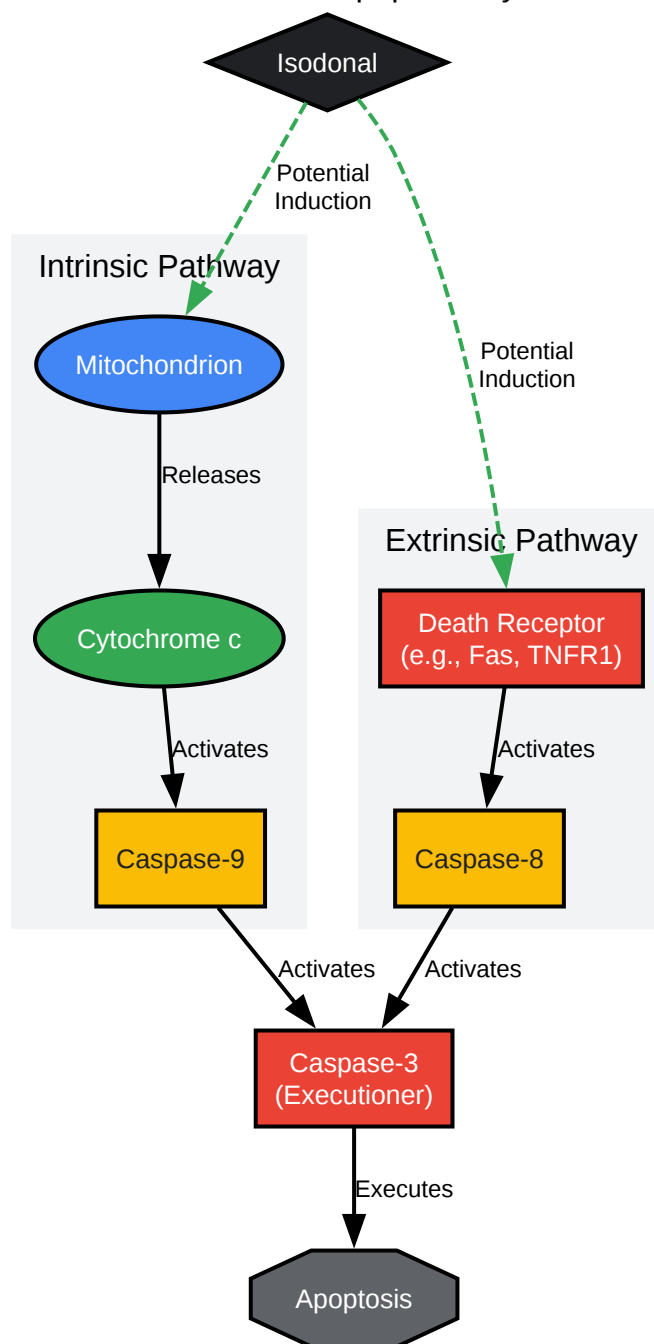 Isodonal
Potential
Induction
Intrinsic Pathway
Mitochondrion
Potential
Induction
Releases
Extrinsic Pathway
Death Receptor
(e.g., Fas, TNFR1)
Cytochrome c
Activates
Activates
Caspase-9
Caspase-8
Activates
Activates
Caspase-3
(Executioner)
Executes
Apoptosis